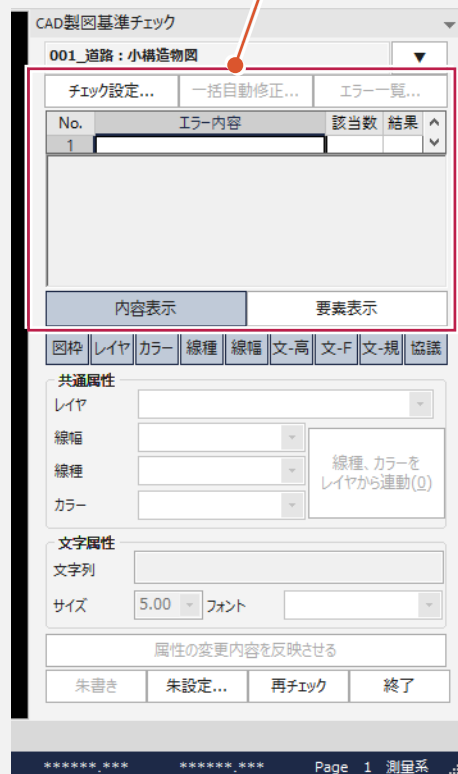 CAD製図基準チェック
001_道路：小構造物図 ▼
チェック設定... 一括自動修正... エラー一覧...
No. エラー内容 該当数 結果
1
内容表示 要素表示
図枠 レイヤ カラー 線種 線幅 文-高 文-F 文-規 協議
共通属性
レイヤ
線幅
線種
線種、カラーを
レイヤから連動(0)
カラー
文字属性
文字列
サイズ 5.00 フォント
属性の変更内容を反映させる
朱書き 朱設定... 再チェック 終了
******.*** ******.*** Page 1 測量系